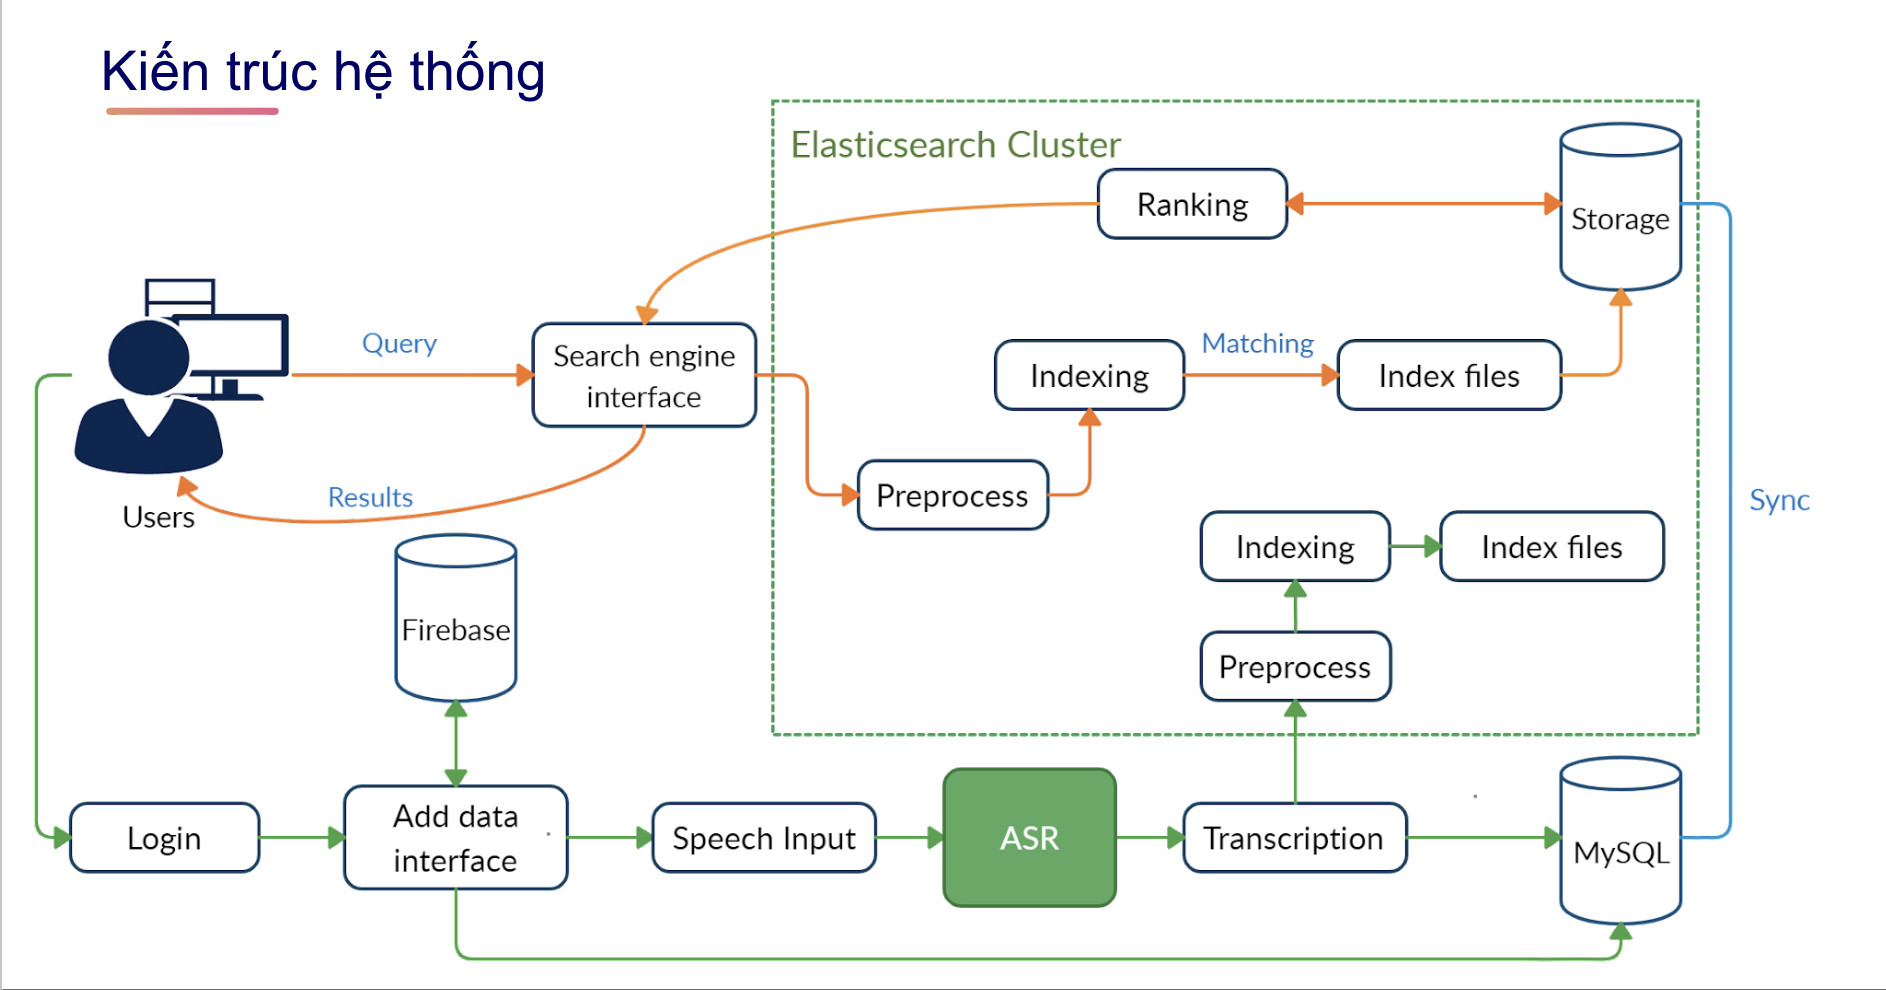 Kiến trúc hệ thống
Elasticsearch Cluster
Ranking
Storage
Query
Search engine
interface
Indexing
Matching
Index files
Preprocess
Results
Users
Sync
Indexing
Index files
Firebase
Preprocess
Login
Add data
interface
Speech Input
ASR
Transcription
MySQL